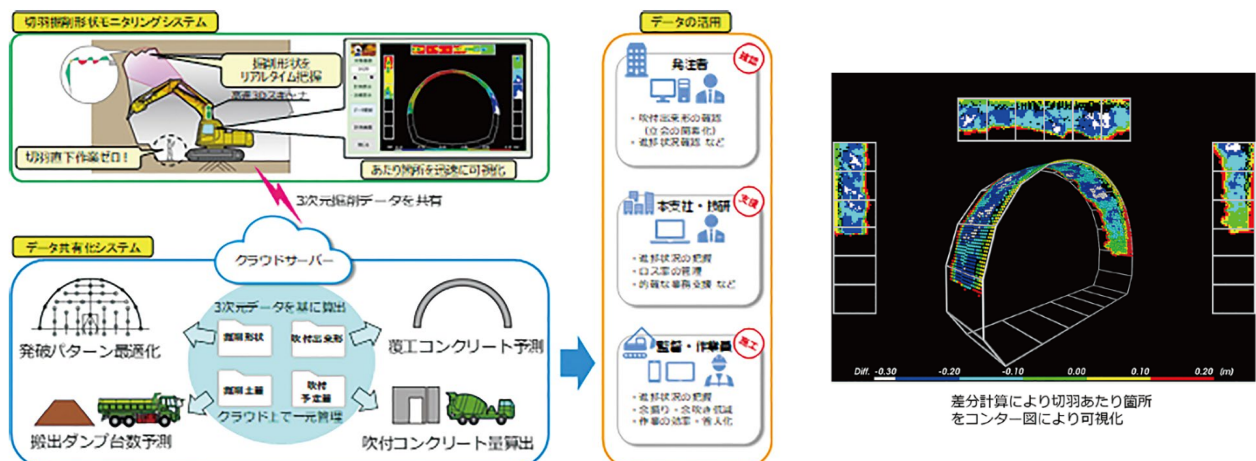 切羽掘削形状モニタリングシステム
掘削形状を
リアルタイム把握
高速3Dスキャナ
切羽直下作業ゼロ！
あたり箇所を迅速に可視化
3次元掘削データを共有
データ共有化システム
クラウドサーバー
3次元データを基に算出
掘削形状
吹付出来形
掘削土量
吹付
予定量
クラウド上で一元管理
発破パターン最適化
覆工コンクリート予測
搬出ダンプ台数予測
吹付コンクリート量算出
データの活用
発注者
確認
・吹付出来形の確認
（立会の簡素化）
・進捗状況確認 など
本支社・技研
支援
・進捗状況の把握
・ロス率の管理
・的確な業務支援 など
監督・作業員
施工
・進捗状況の把握
・余掘り・余吹き低減
・作業の効率・省人化
Diff. -0.30 -0.20 -0.10 0.00 0.10 0.20 (m)
差分計算により切羽あたり箇所
をコンター図により可視化